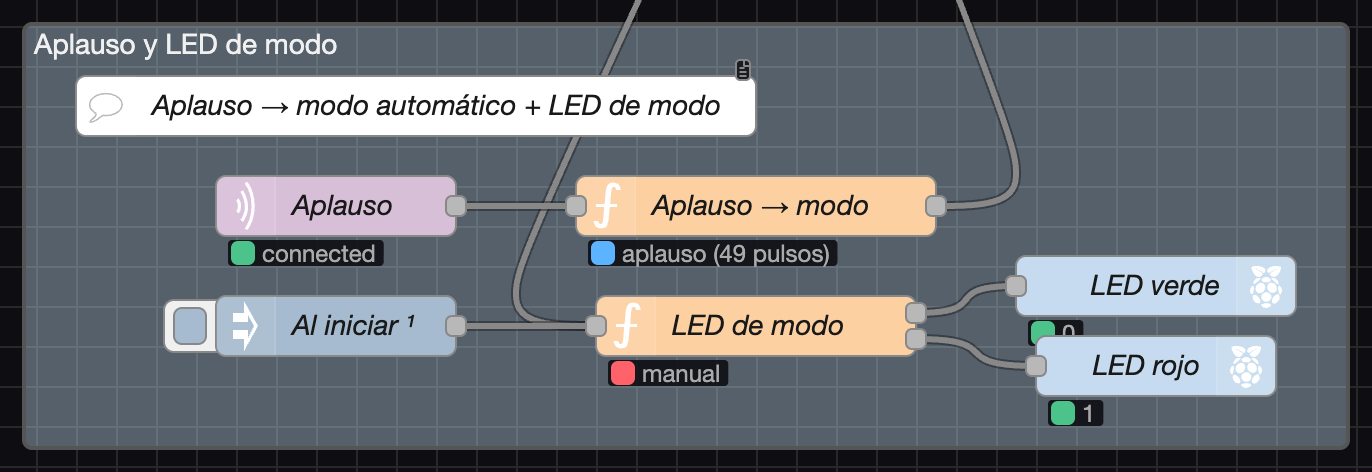 Aplauso y LED de modo
Aplauso → modo automático + LED de modo
Aplauso
Aplauso → modo
connected
aplauso (49 pulsos)
LED verde
Al iniciar ¹
LED de modo
0
manual
LED rojo
1